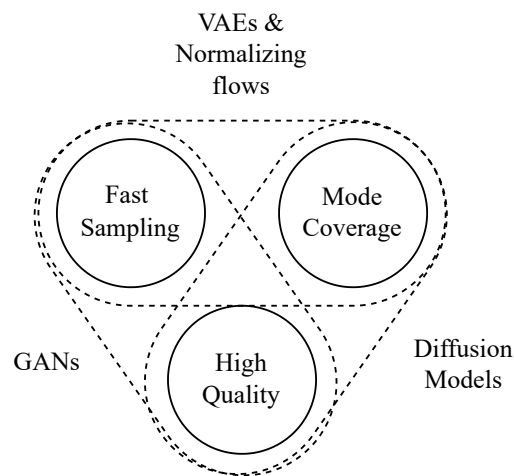 VAEs &
Normalizing
flows
Fast
Sampling
Mode
Coverage
GANs
High
Quality
Diffusion
Models